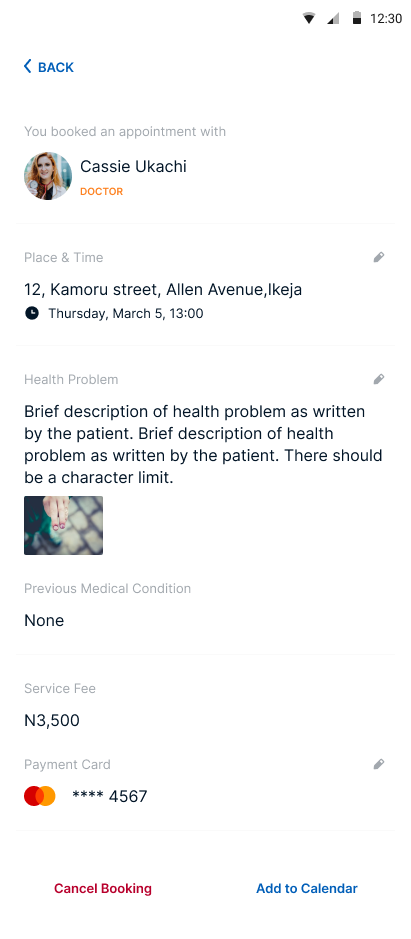 12:30
BACK
You booked an appointment with
Cassie Ukachi
DOCTOR
Place & Time
12, Kamoru street, Allen Avenue,Ikeja
Thursday, March 5, 13:00
Health Problem
Brief description of health problem as written
by the patient. Brief description of health
problem as written by the patient. There should
be a character limit.
Previous Medical Condition
None
Service Fee
N3,500
Payment Card
**** 4567
Cancel Booking
Add to Calendar